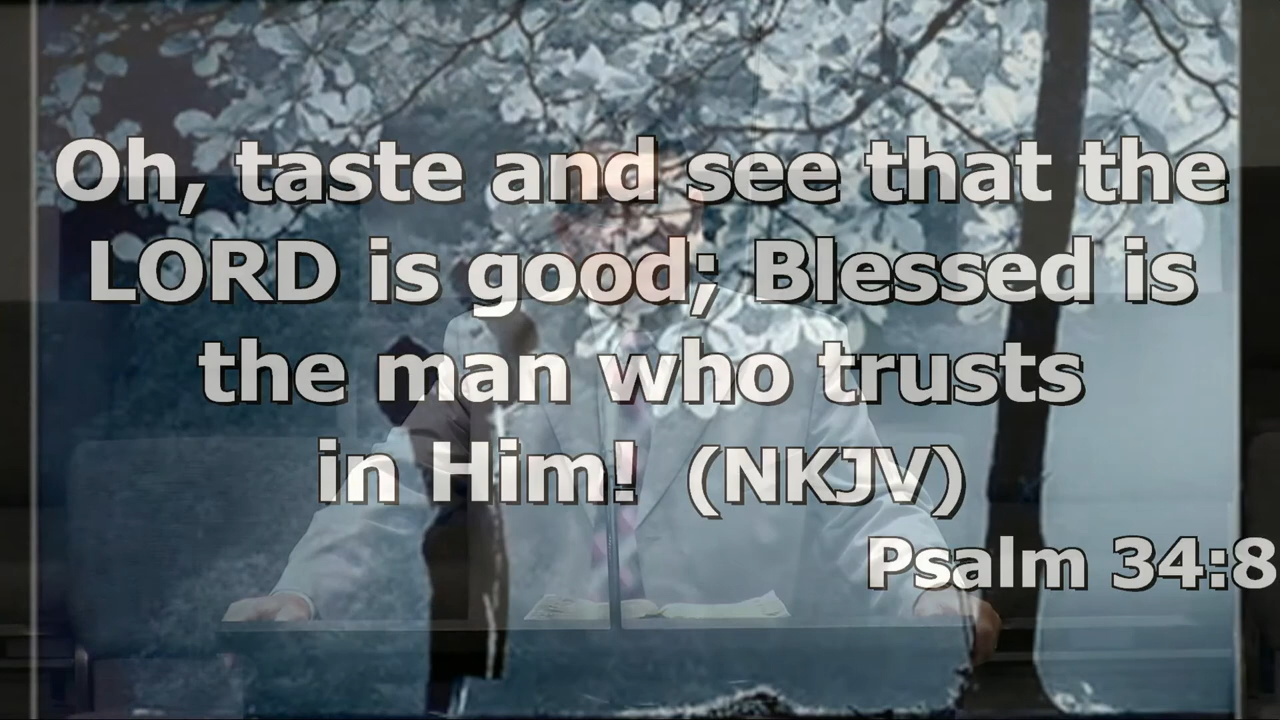 Oh, taste and see that the
LORD is good; Blessed is
the man who trusts
in Him! (NKJV)
Psalm 34:8